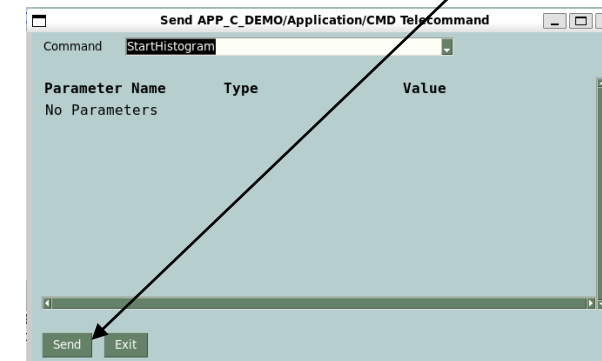 Send APP_C_DEMO/Application/CMD Telecommand
Command StartHistogram
Parameter Name Type Value
No Parameters
Send Exit